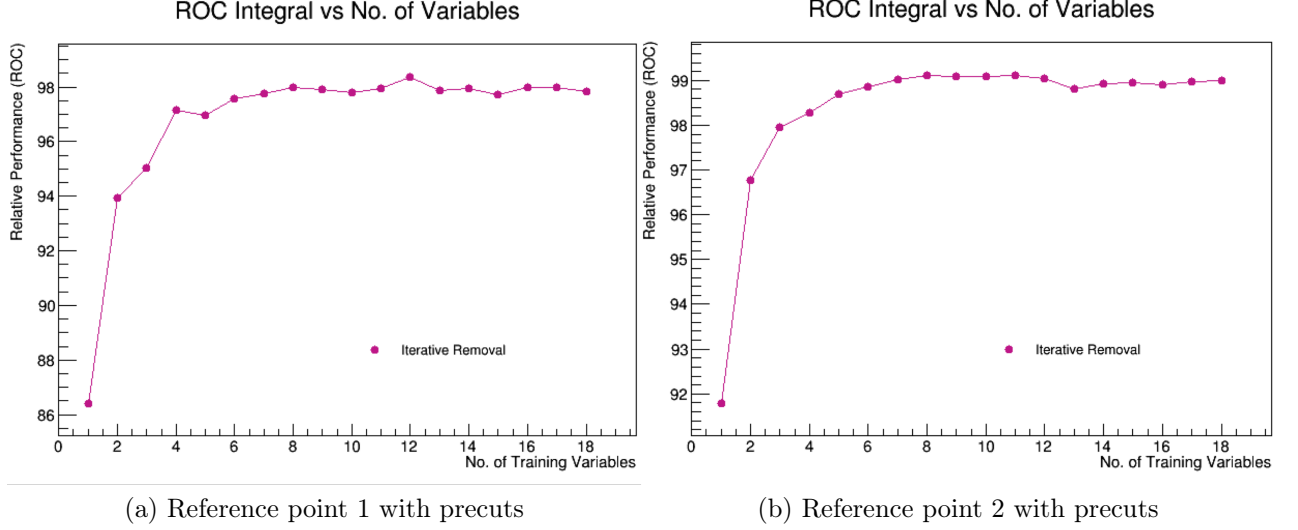 ROC Integral vs No. of Variables
Relative Performance (ROC)
98
96
94
92
90
88
86
Iterative Removal
0 2 4 6 8 10 12 14 16 18
No. of Training Variables
(a) Reference point 1 with precuts
ROC Integral vs No. of Variables
Relative Performance (ROC)
99
98
97
96
95
94
93
92
Iterative Removal
0 2 4 6 8 10 12 14 16 18
No. of Training Variables
(b) Reference point 2 with precuts